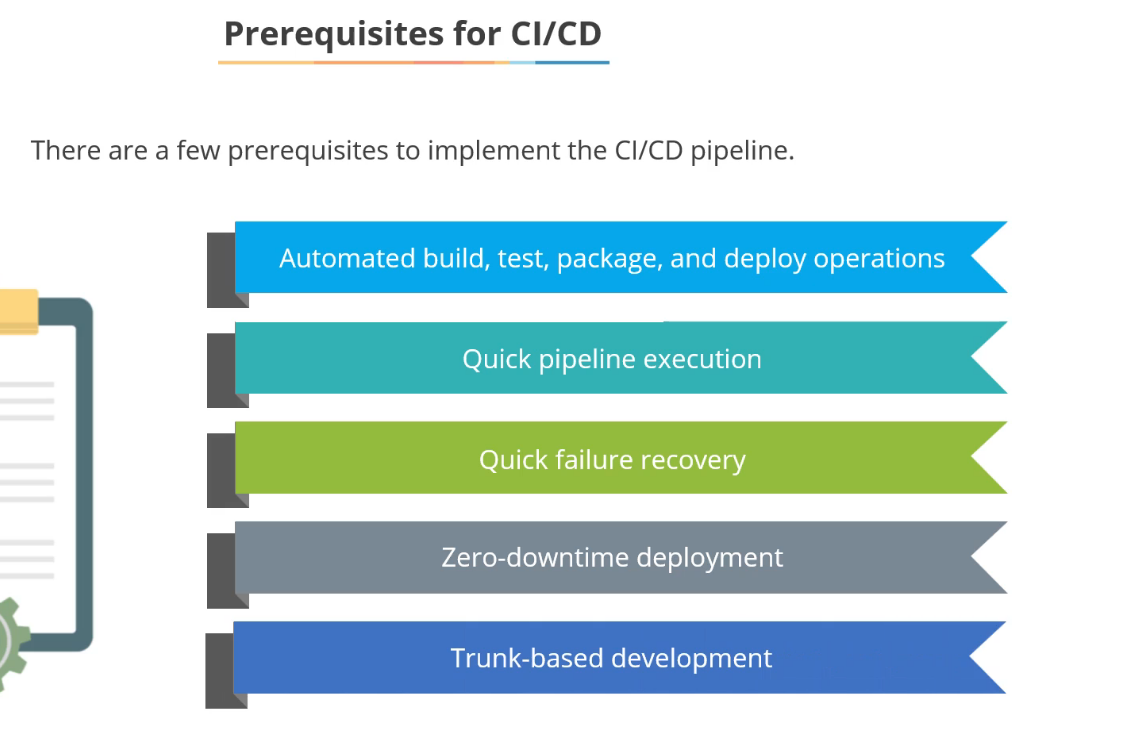 Prerequisites for CI/CD
There are a few prerequisites to implement the CI/CD pipeline.
Automated build, test, package, and deploy operations
Quick pipeline execution
Quick failure recovery
Zero-downtime deployment
Trunk-based development